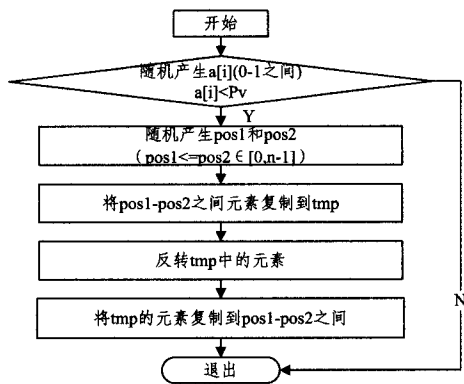 开始
随机产生a[i](0-1之间)
a[i]<Pv
Y
随机产生pos1和pos2
（pos1<=pos2∈[0,n-1]）
将pos1-pos2之间元素复制到tmp
反转tmp中的元素
N
将tmp的元素复制到pos1-pos2之间
退出